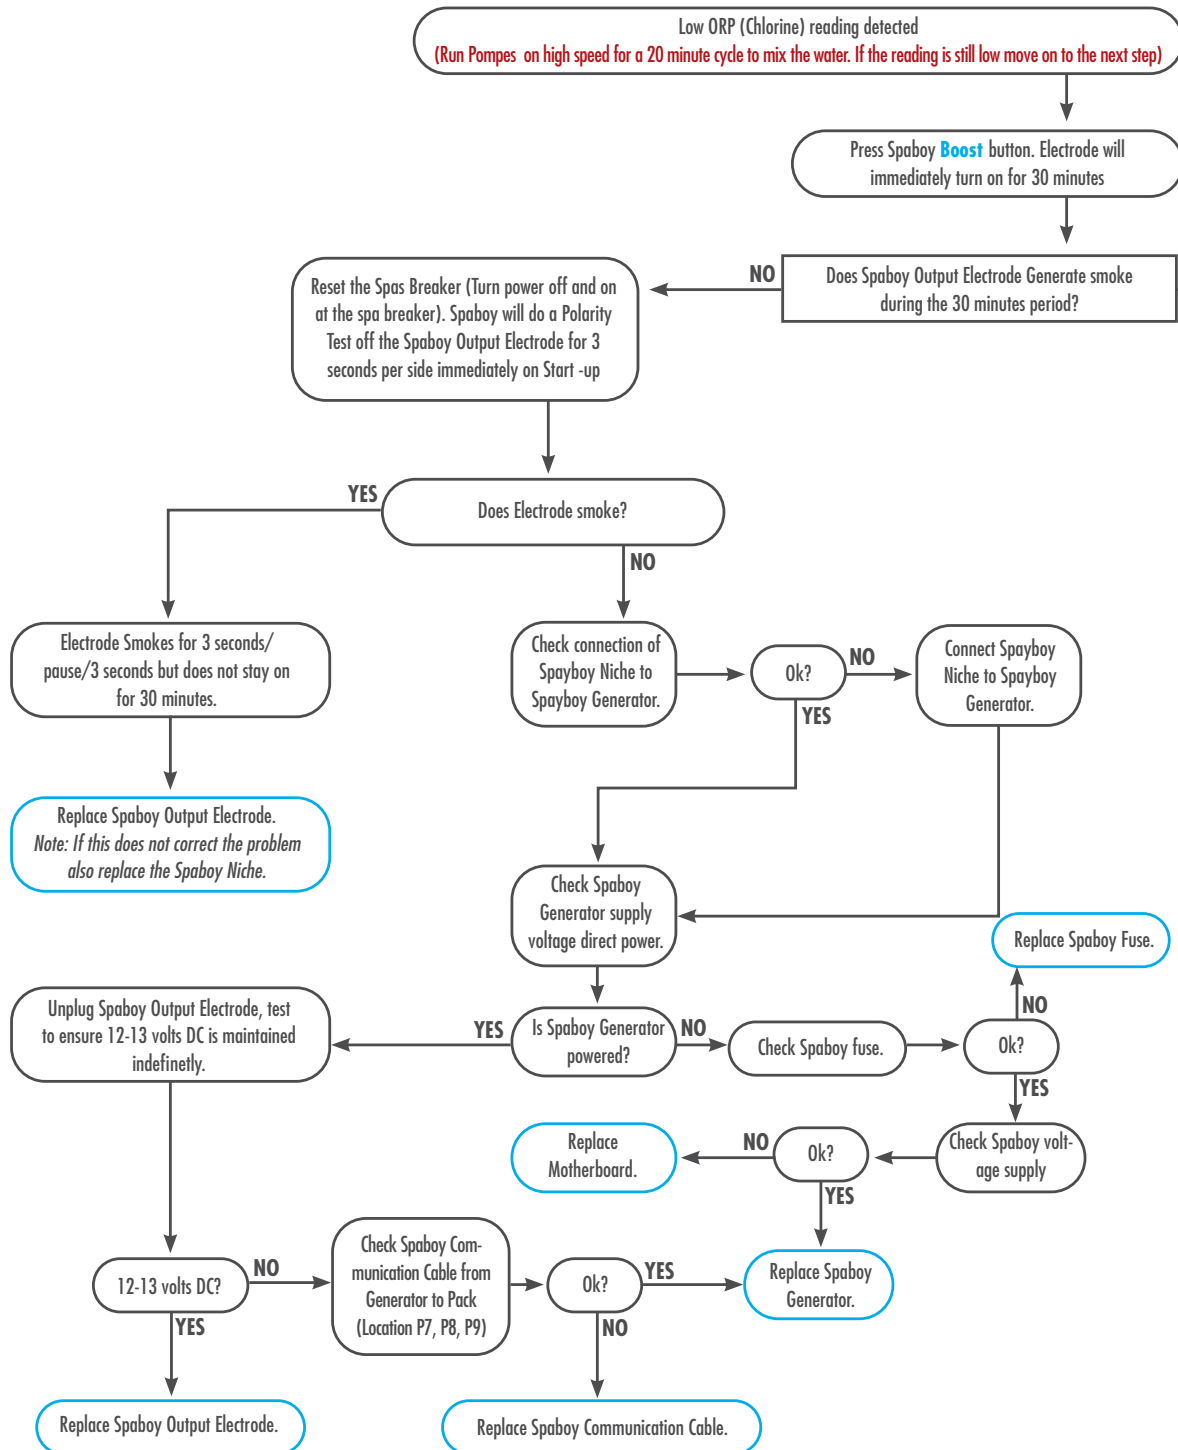 Low ORP (Chlorine) reading detected
(Run Pompes on high speed for a 20 minute cycle to mix the water. If the reading is still low move on to the next step)
Press Spaboy Boost button. Electrode will
immediately turn on for 30 minutes
Does Spaboy Output Electrode Generate smoke
during the 30 minutes period?
NO
Reset the Spas Breaker (Turn power off and on
at the spa breaker). Spaboy will do a Polarity
Test off the Spaboy Output Electrode for 3
seconds per side immediately on Start -up
Does Electrode smoke?
YES
NO
Electrode Smokes for 3 seconds/
pause/3 seconds but does not stay on
for 30 minutes.
Replace Spaboy Output Electrode.
Note: If this does not correct the problem
also replace the Spaboy Niche.
Check connection of
Spayboy Niche to
Spayboy Generator.
Ok?
NO
YES
Connect Spayboy
Niche to Spayboy
Generator.
Check Spaboy
Generator supply
voltage direct power.
Is Spaboy Generator
powered?
YES
NO
Unplug Spaboy Output Electrode, test
to ensure 12-13 volts DC is maintained
indefinetly.
Check Spaboy fuse.
Ok?
NO
Replace Spaboy Fuse.
YES
Check Spaboy volt-
age supply
Ok?
NO
Replace
Motherboard.
YES
Replace Spaboy
Generator.
12-13 volts DC?
NO
YES
Check Spaboy Com-
munication Cable from
Generator to Pack
(Location P7, P8, P9)
Ok?
YES
NO
Replace Spaboy Output Electrode.
Replace Spaboy Communication Cable.